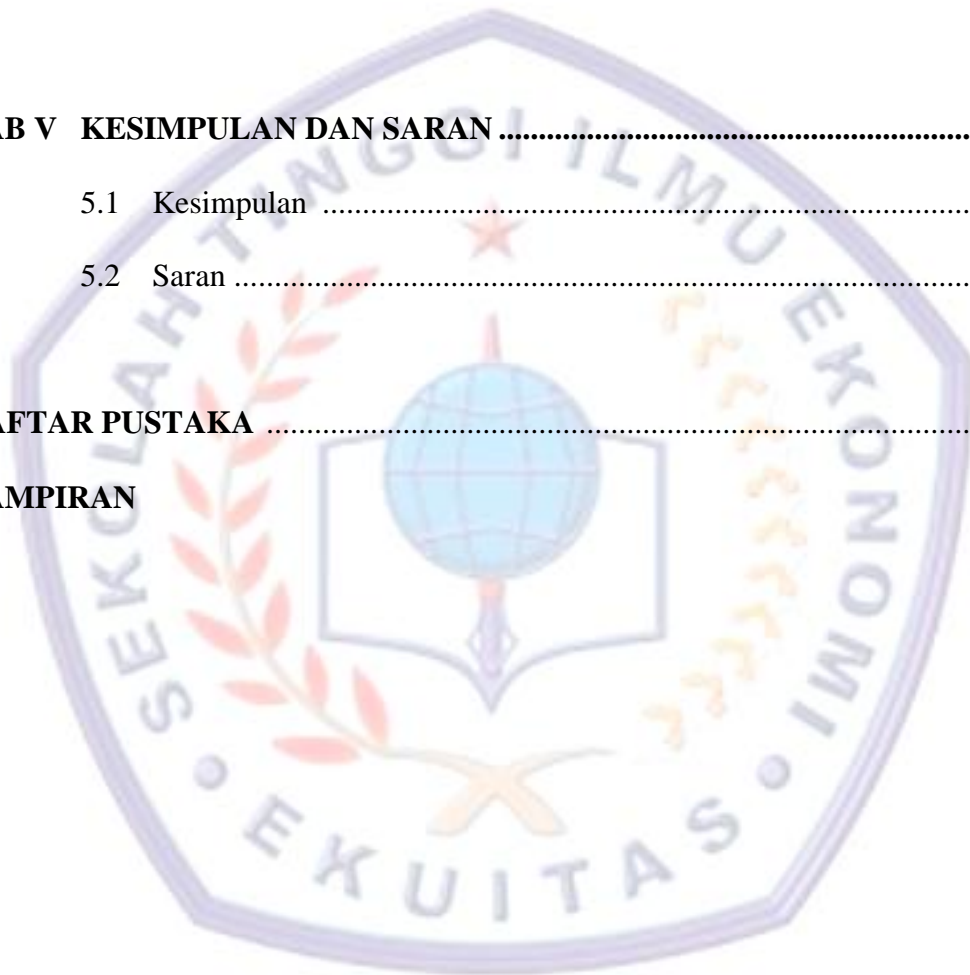 AB V KESIMPULAN DAN SARAN ........................................................................
5.1 Kesimpulan ....................................................................................
5.2 Saran ..............................................................................................
AFTAR PUSTAKA ..........................................................................................
AMPIRAN
SEKOLAH TINGGI ILMU EKONOMI
• EKUITAS •